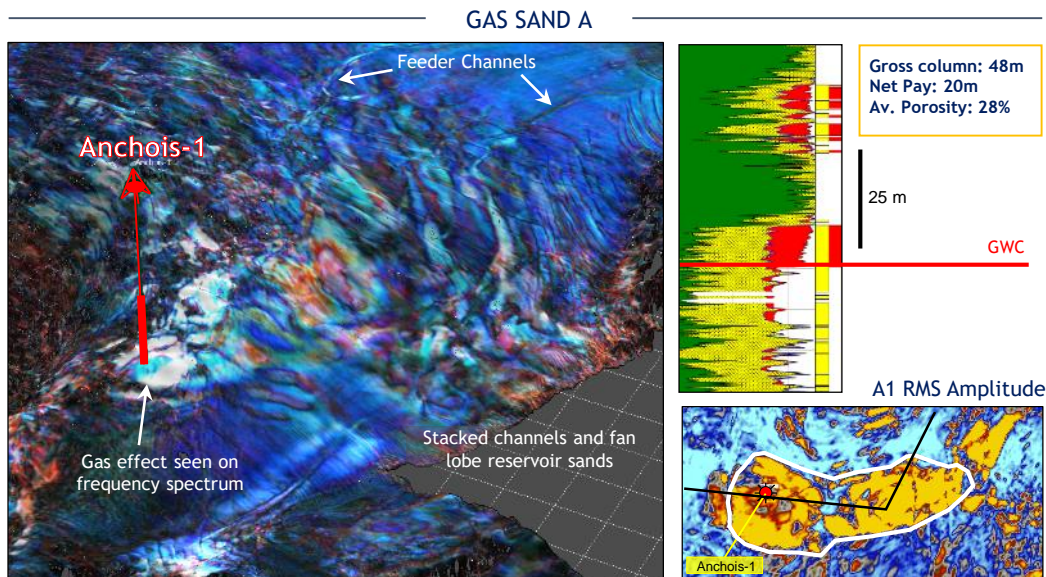 GAS SAND A
Feeder Channels
Anchois-1
Gas effect seen on
frequency spectrum
Stacked channels and fan
lobe reservoir sands
Gross column: 48m
Net Pay: 20m
Av. Porosity: 28%
25 m
GWC
A1 RMS Amplitude
Anchois-1